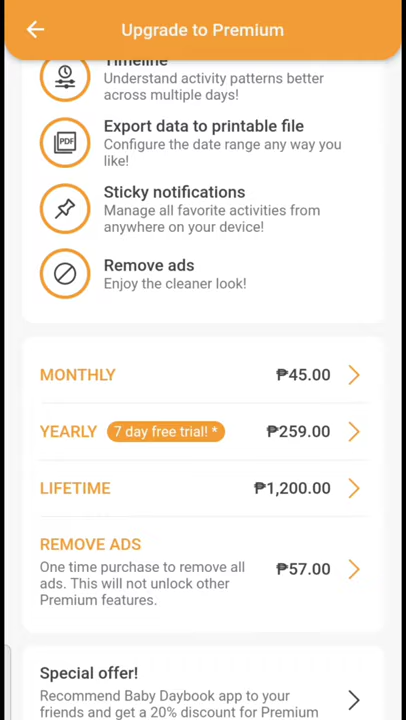 Upgrade to Premium
Timeline
Understand activity patterns better
across multiple days!
PDF
Export data to printable file
Configure the date range any way you
like!
Sticky notifications
Manage all favorite activities from
anywhere on your device!
Remove ads
Enjoy the cleaner look!
MONTHLY ₱45.00
YEARLY 7 day free trial! * ₱259.00
LIFETIME ₱1,200.00
REMOVE ADS
One time purchase to remove all
ads. This will not unlock other
Premium features.
₱57.00
Special offer!
Recommend Baby Daybook app to your
friends and get a 20% discount for Premium